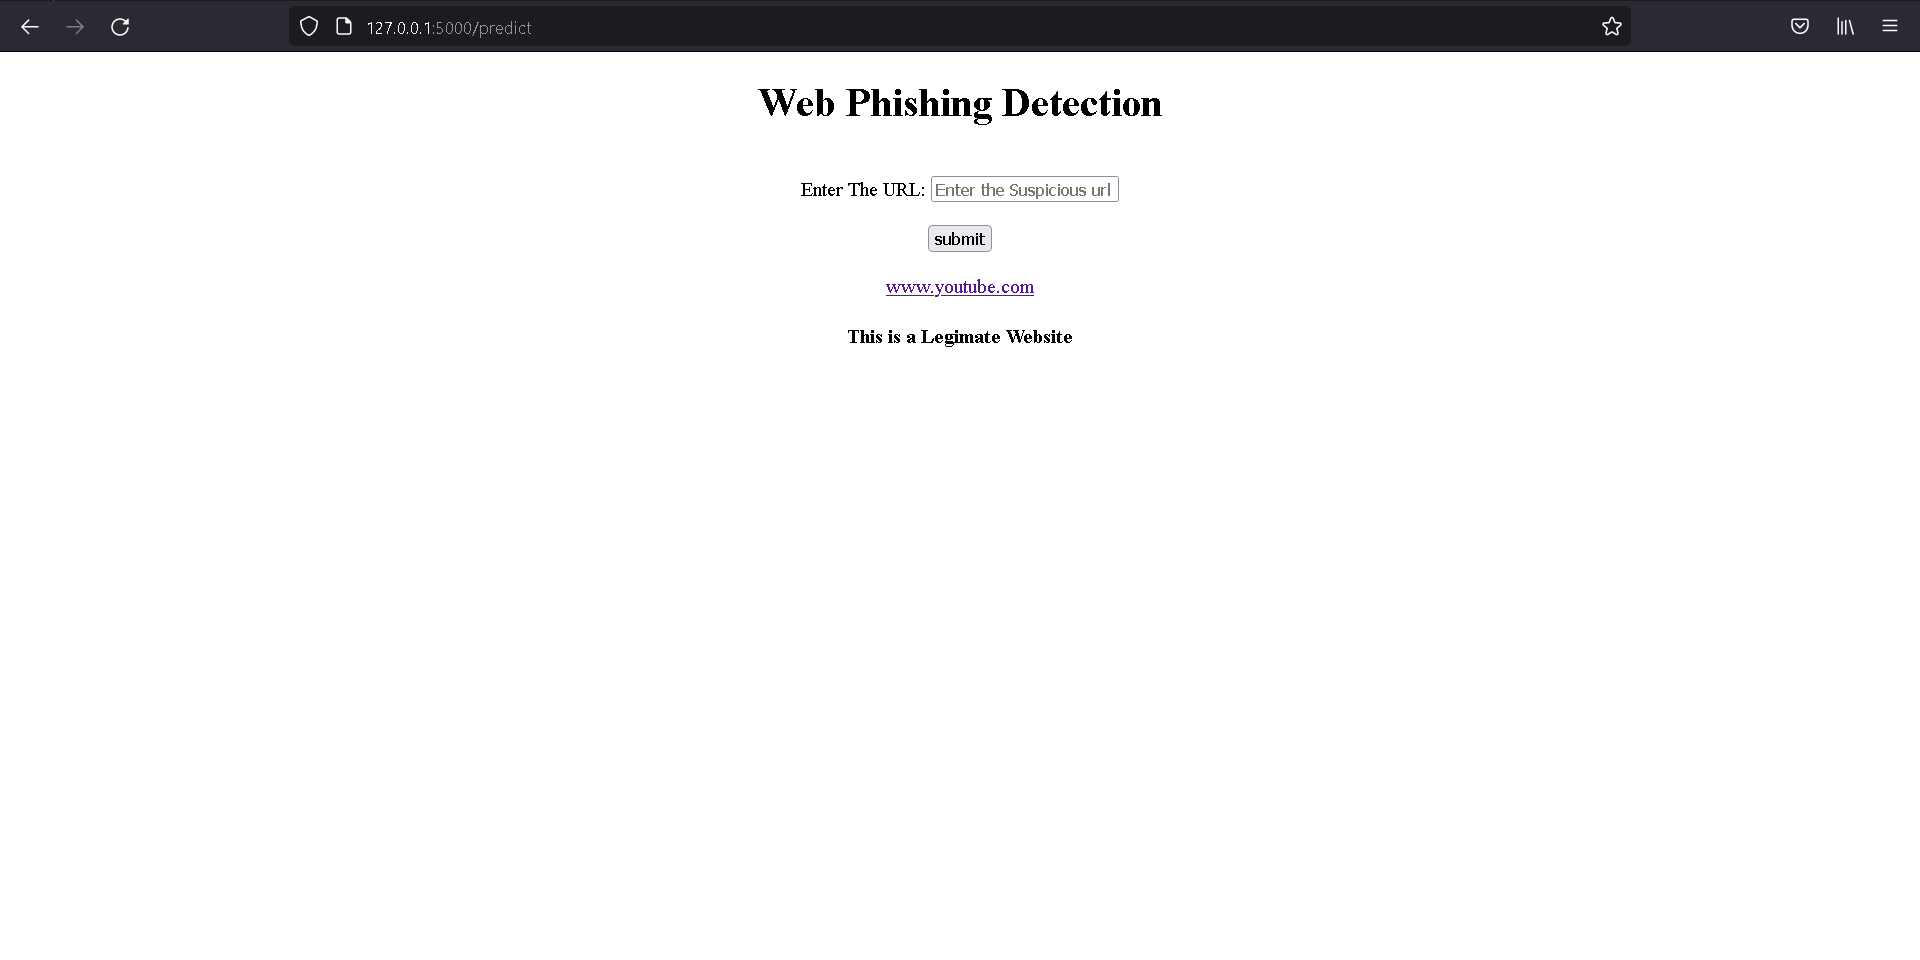 127.0.0.1:5000/predict
Web Phishing Detection
Enter The URL: Enter the Suspicious url
submit
www.youtube.com
This is a Legimate Website